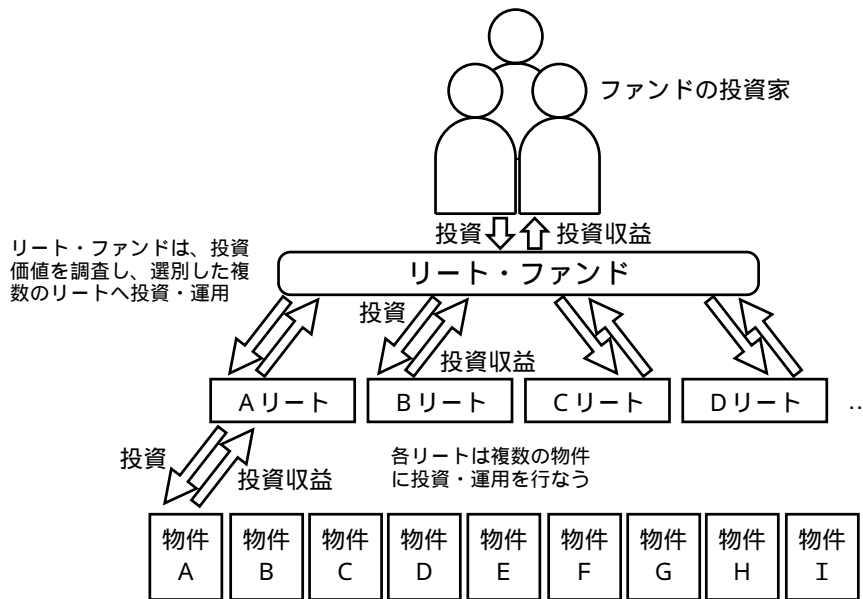 ファンドの投資家
投資
投資収益
リート・ファンドは、投資
価値を調査し、選別した複
数のリートへ投資・運用
リート・ファンド
投資
投資収益
Aリート
Bリート
Cリート
Dリート
‥
投資
投資収益
各リートは複数の物件
に投資・運用を行なう
物件
A
物件
B
物件
C
物件
D
物件
E
物件
F
物件
G
物件
H
物件
I